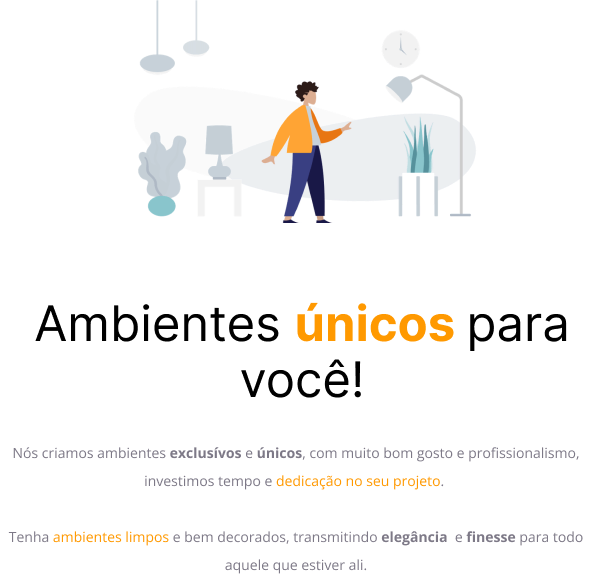 Ambientes únicos para
você!
Nós criamos ambientes exclusívos e únicos, com muito bom gosto e profissionalismo,
investimos tempo e dedicação no seu projeto.
Tenha ambientes limpos e bem decorados, transmitindo elegância  e finesse para todo
aquele que estiver ali.